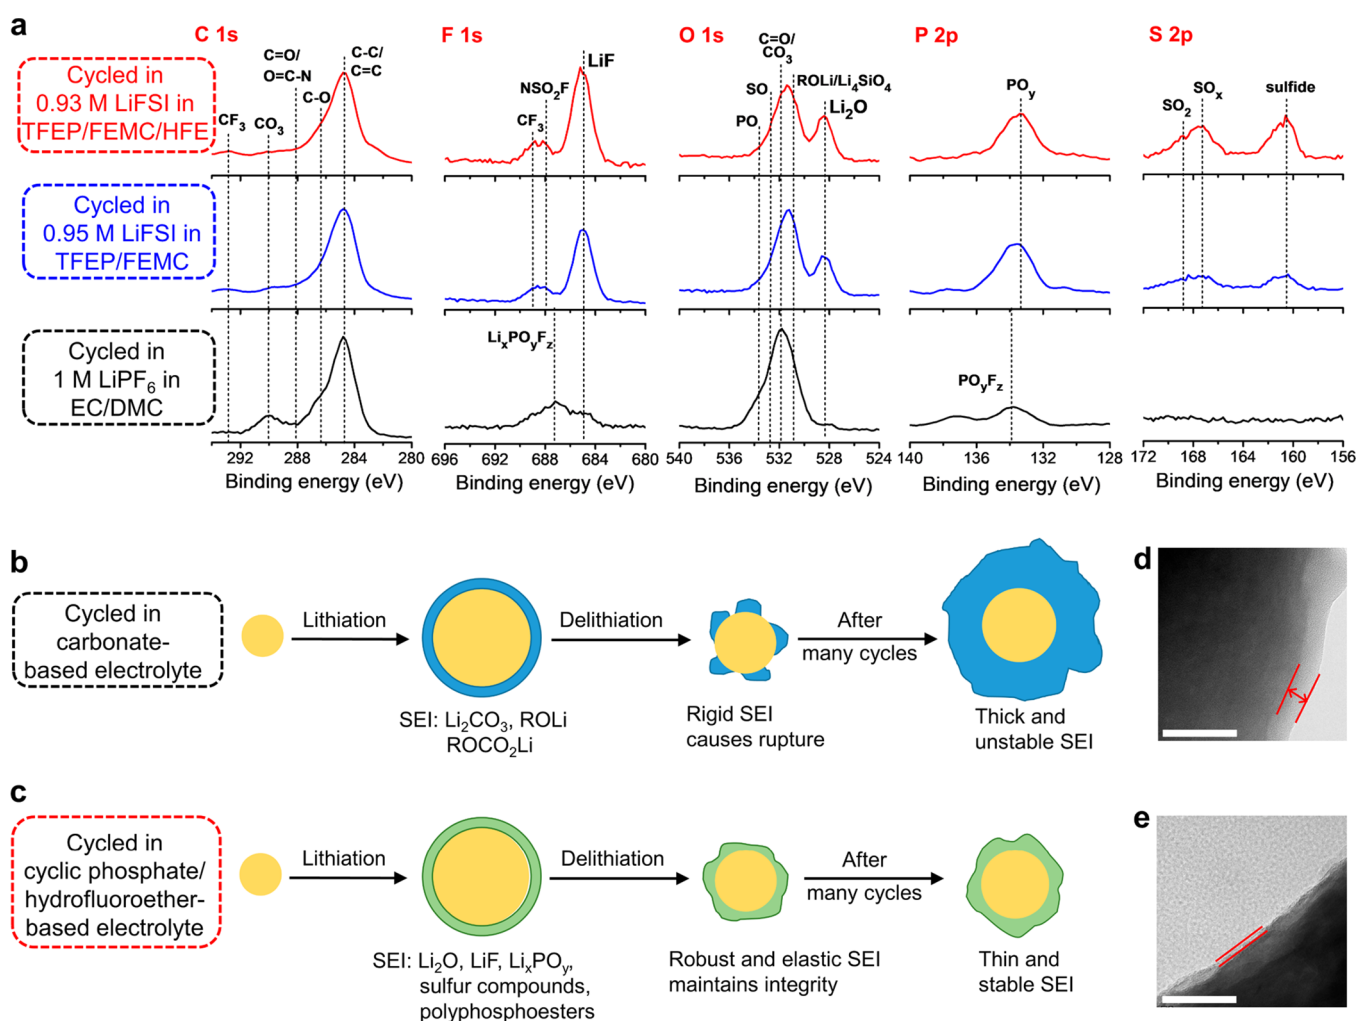 a
C 1s
F 1s
O 1s
P 2p
S 2p
Cycled in
0.93 M LiFSI in
TFEP/FEMC/HFE
CF3
CO3
C=O/
O=C-N
C-O
C-C/
C=C
CF3
NSO2F
LiF
PO
SO
C=O/
CO3
ROLi/Li4SiO4
Li2O
POy
SO2
SOx
sulfide
Cycled in
0.95 M LiFSI in
TFEP/FEMC
Cycled in
1 M LiPF6 in
EC/DMC
LixPOyFz
POyFz
292 288 284 280
696 692 688 684 680
540 536 532 528 524
140 136 132 128
172 168 164 160 156
Binding energy (eV)
Binding energy (eV)
Binding energy (eV)
Binding energy (eV)
Binding energy (eV)
b
Cycled in
carbonate-
based electrolyte
Lithiation
Delithiation
After
many cycles
SEI: Li2CO3, ROLi
ROCO2Li
Rigid SEI
causes rupture
Thick and
unstable SEI
d
c
Cycled in
cyclic phosphate/
hydrofluoroether-
based electrolyte
Lithiation
Delithiation
After
many cycles
SEI: Li2O, LiF, LixPOy,
sulfur compounds,
polyphosphoesters
Robust and elastic SEI
maintains integrity
Thin and
stable SEI
e